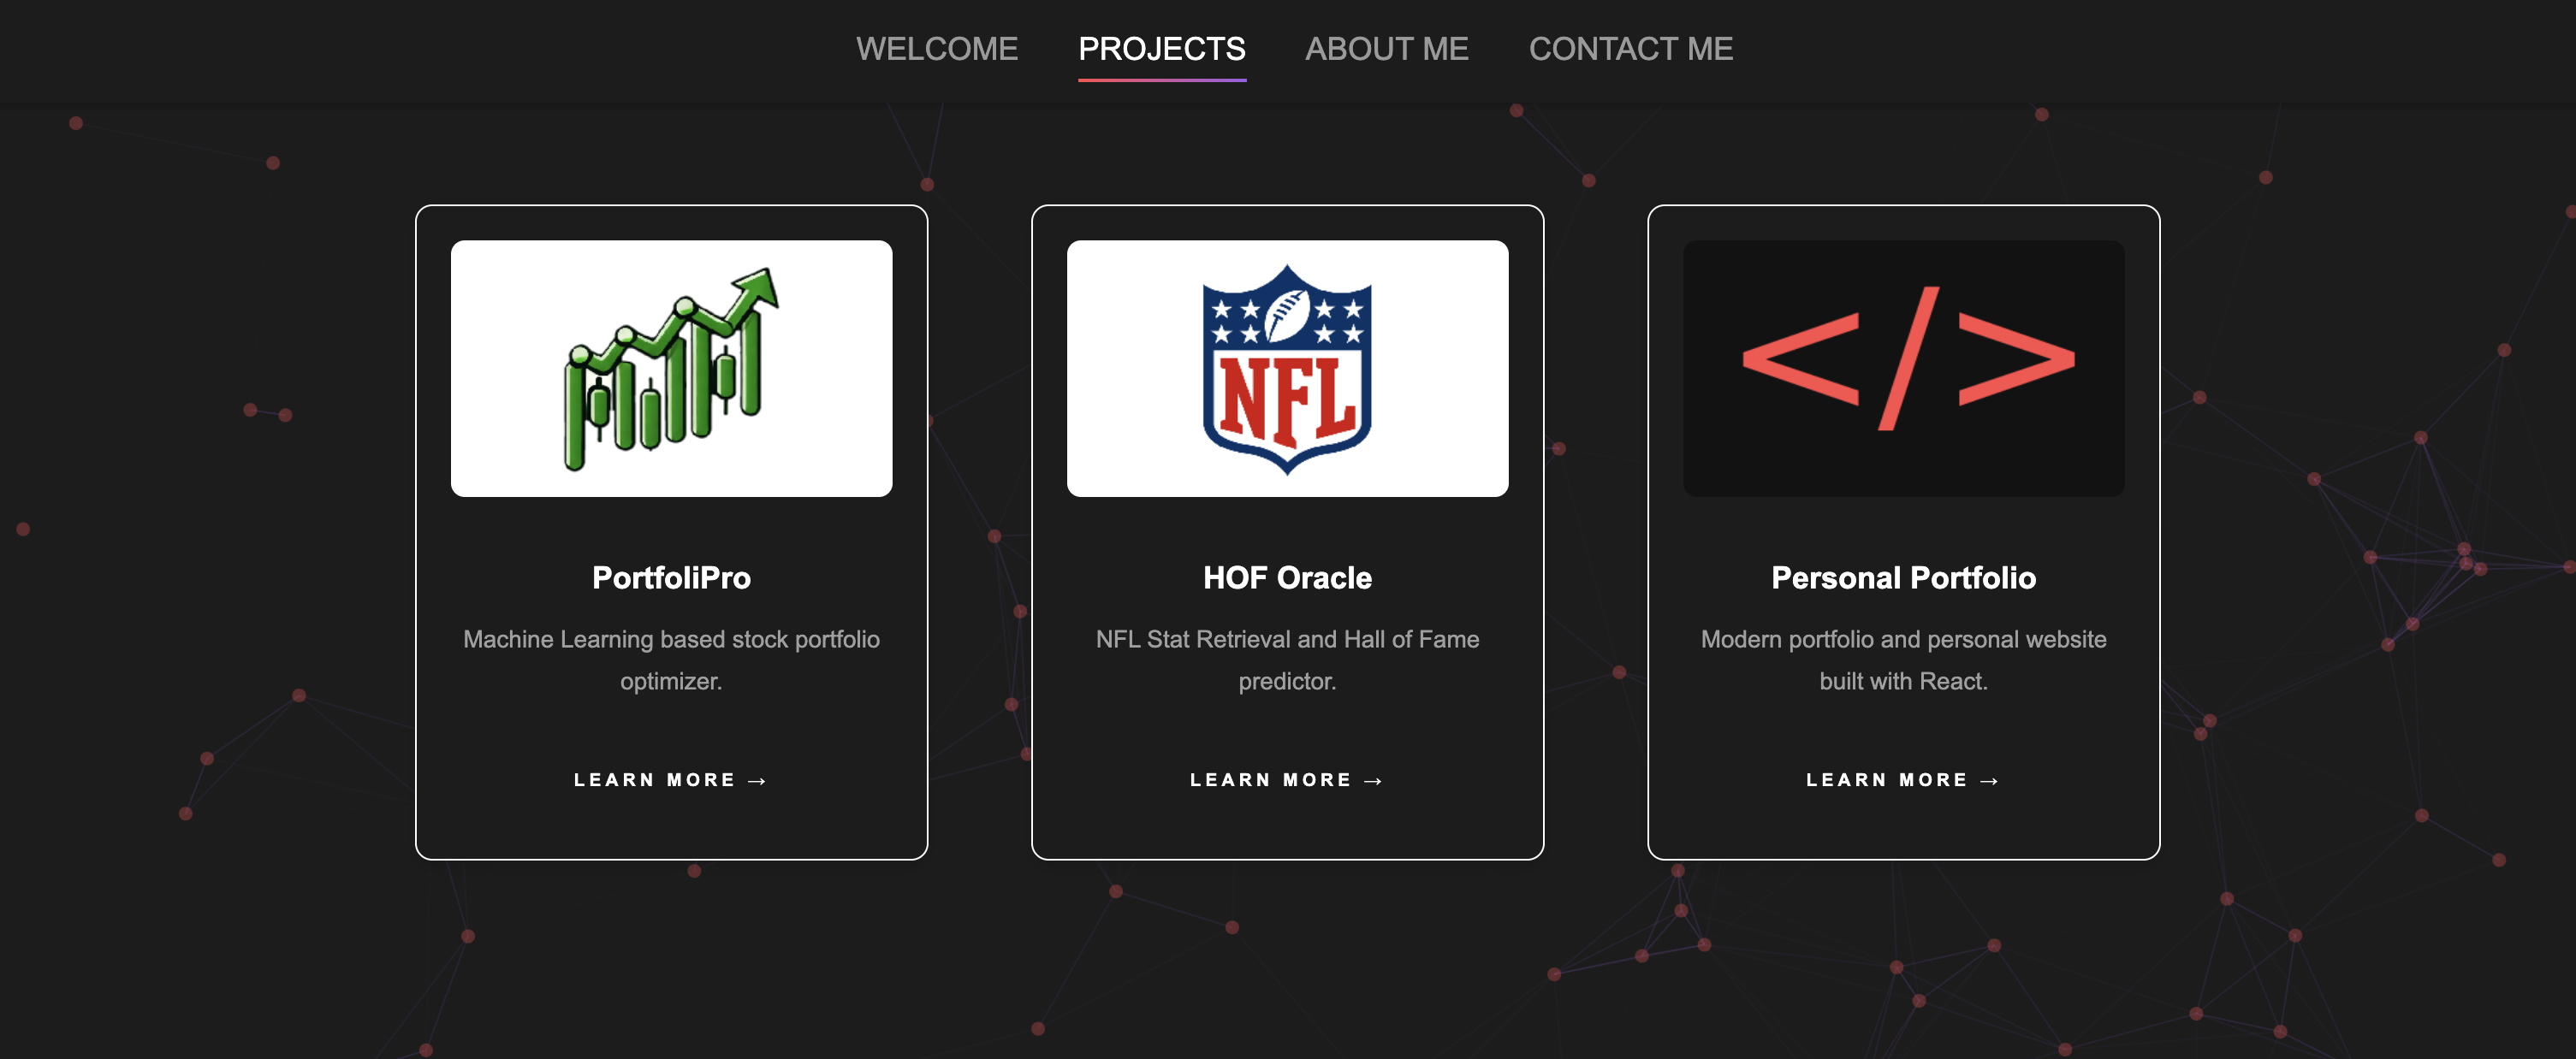 WELCOME PROJECTS ABOUT ME CONTACT ME
NFL
</>
PortfoliPro
Machine Learning based stock portfolio
optimizer.
LEARN MORE →
HOF Oracle
NFL Stat Retrieval and Hall of Fame
predictor.
LEARN MORE →
Personal Portfolio
Modern portfolio and personal website
built with React.
LEARN MORE →